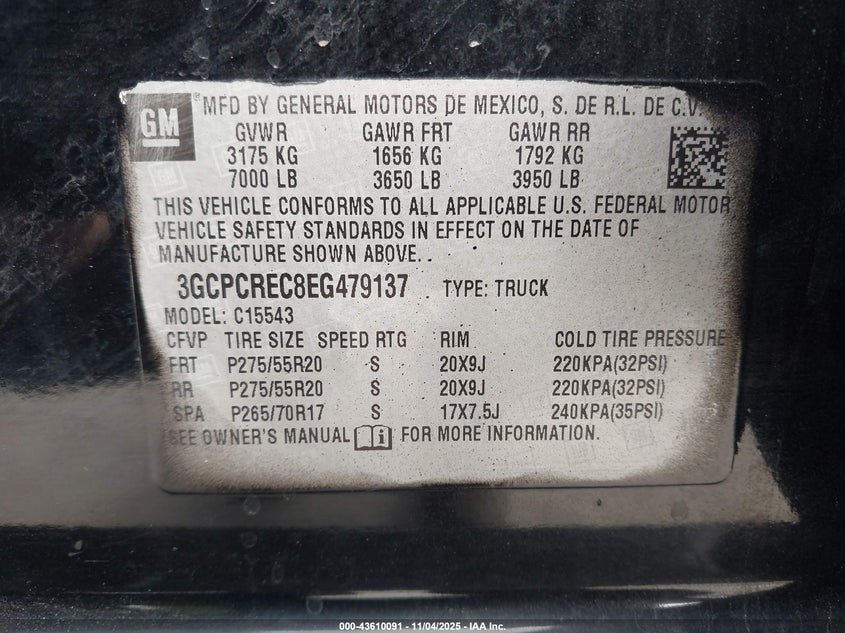 GM ® MFD BY GENERAL MOTORS DE MEXICO, S. DE R.L. DE C.V.
GVWR GAWR FRT GAWR RR
3175 KG 1656 KG 1792 KG
7000 LB 3650 LB 3950 LB
THIS VEHICLE CONFORMS TO ALL APPLICABLE U.S. FEDERAL MOTOR
VEHICLE SAFETY STANDARDS IN EFFECT ON THE DATE OF
MANUFACTURE SHOWN ABOVE. .
3GCPCREC8EG479137 TYPE: TRUCK
MODEL: C15543
CFVP TIRE SIZE SPEED RTG RIM COLD TIRE PRESSURE
FRT P275/55R20 S 20X9J 220KPA(32PSI)
RR P275/55R20 S 20X9J 220KPA(32PSI)
SPA P265/70R17 S 17X7.5J 240KPA(35PSI)
SEE OWNER'S MANUAL FOR MORE INFORMATION.
000-43610091 - 11/04/2025 - IAA Inc.